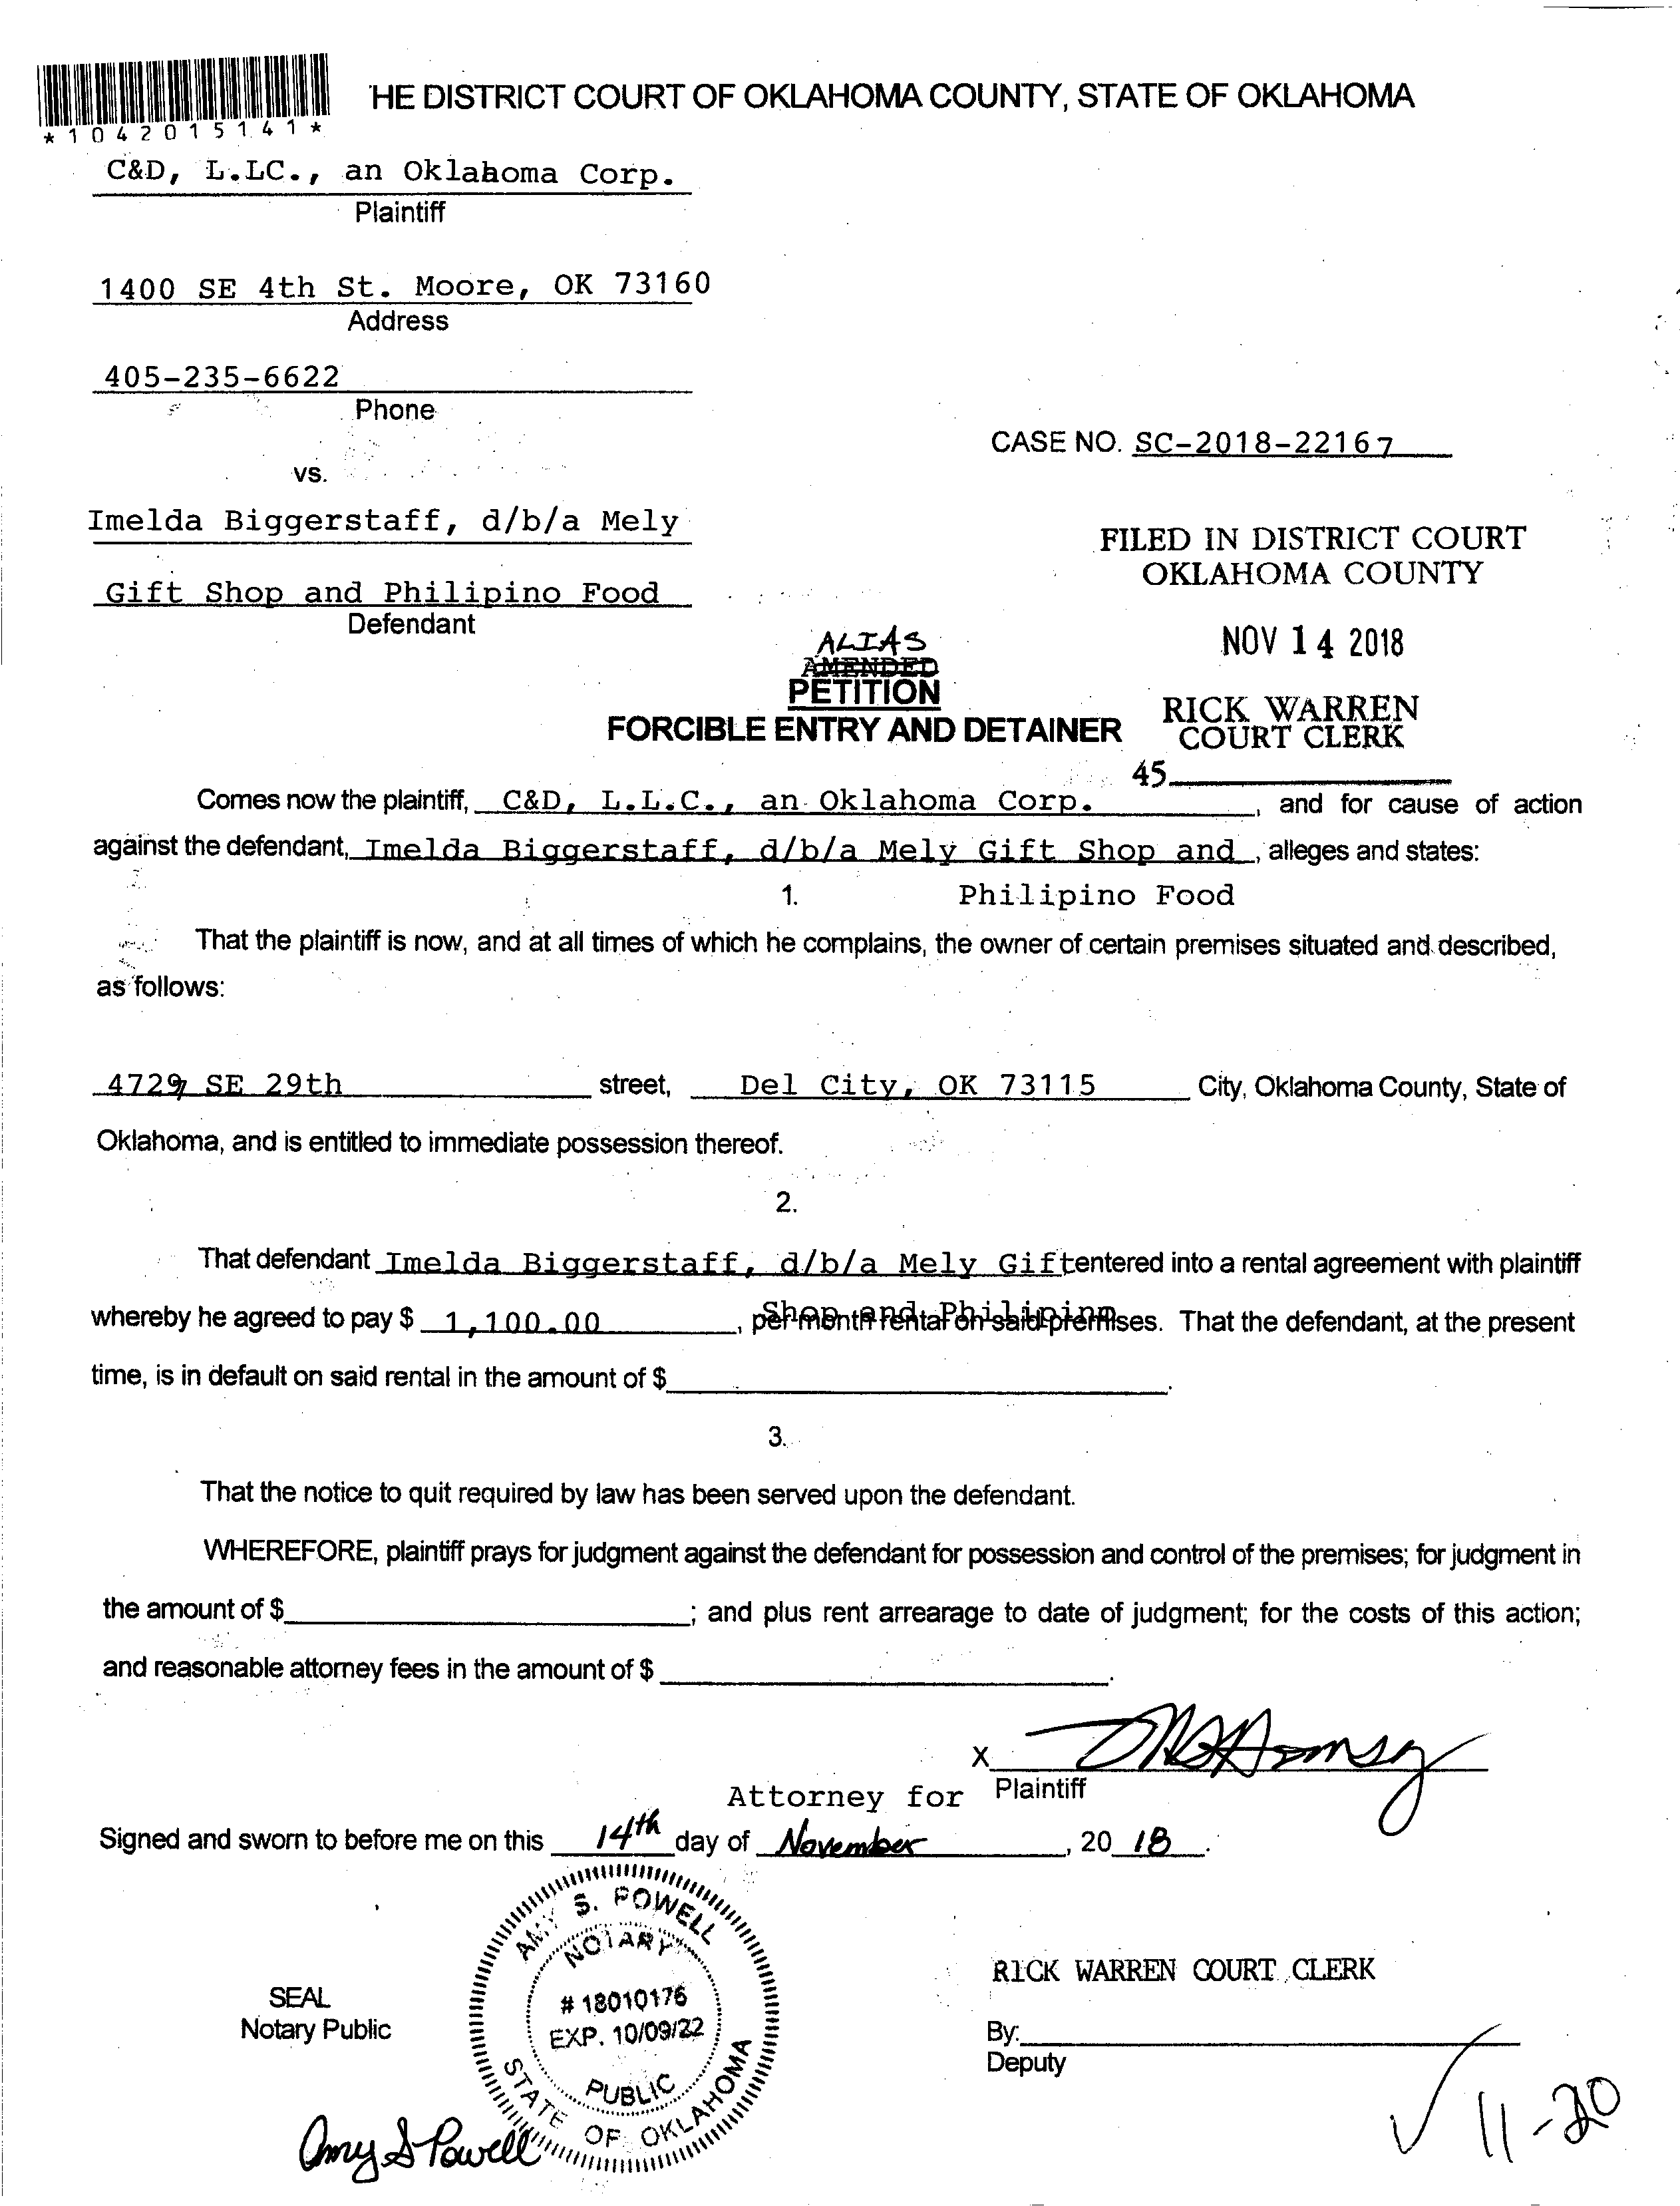 *1042015141*
HE DISTRICT COURT OF OKLAHOMA COUNTY, STATE OF OKLAHOMA
C&D, L.LC., an Oklahoma Corp.
Plaintiff
1400 SE 4th St. Moore, OK 73160
Address
405-235-6622
Phone
CASE NO. SC-2018-22167
vs.
Imelda Biggerstaff, d/b/a Mely
Gift Shop and Philipino Food
Defendant
FILED IN DISTRICT COURT
OKLAHOMA COUNTY
NOV 14 2018
RICK WARREN
COURT CLERK
45
ALIAS
AMENDED
PETITION
FORCIBLE ENTRY AND DETAINER
Comes now the plaintiff, C&D, L.L.C., an Oklahoma Corp., and for cause of action
against the defendant, Imelda Biggerstaff, d/b/a Mely Gift Shop and, alleges and states:
1. Philipino Food
That the plaintiff is now, and at all times of which he complains, the owner of certain premises situated and described,
as follows:
4729 SE 29th street, Del City, OK 73115 City, Oklahoma County, State of
Oklahoma, and is entitled to immediate possession thereof.
2.
That defendant Imelda Biggerstaff, d/b/a Mely Gift entered into a rental agreement with plaintiff
Shop and Philipino
whereby he agreed to pay $ 1,100.00, per month rental on said premises. That the defendant, at the present
time, is in default on said rental in the amount of $
3.
That the notice to quit required by law has been served upon the defendant.
WHEREFORE, plaintiff prays for judgment against the defendant for possession and control of the premises; for judgment in
the amount of $; and plus rent arrearage to date of judgment; for the costs of this action;
and reasonable attorney fees in the amount of $.
X
Attorney for Plaintiff
Signed and sworn to before me on this 14th day of November, 2018.
AMY S. POWELL
NOTARY
# 18010176
EXP. 10/09/22
PUBLIC
STATE OF OKLAHOMA
SEAL
Notary Public
Amy S Powell
RICK WARREN COURT CLERK
By:
Deputy
11-20